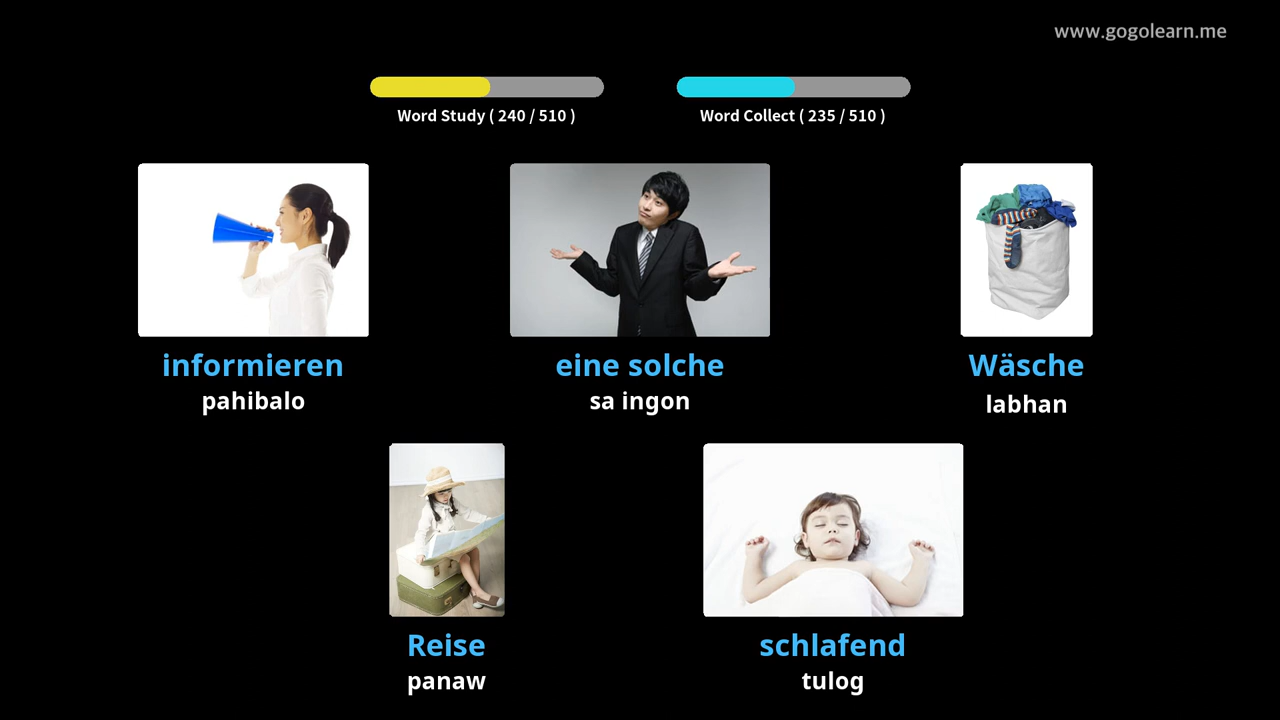 www.gogolearn.me
Word Study ( 240 / 510 )
Word Collect ( 235 / 510 )
informieren
pahibalo
eine solche
sa ingon
Wäsche
labhan
Reise
panaw
schlafend
tulog